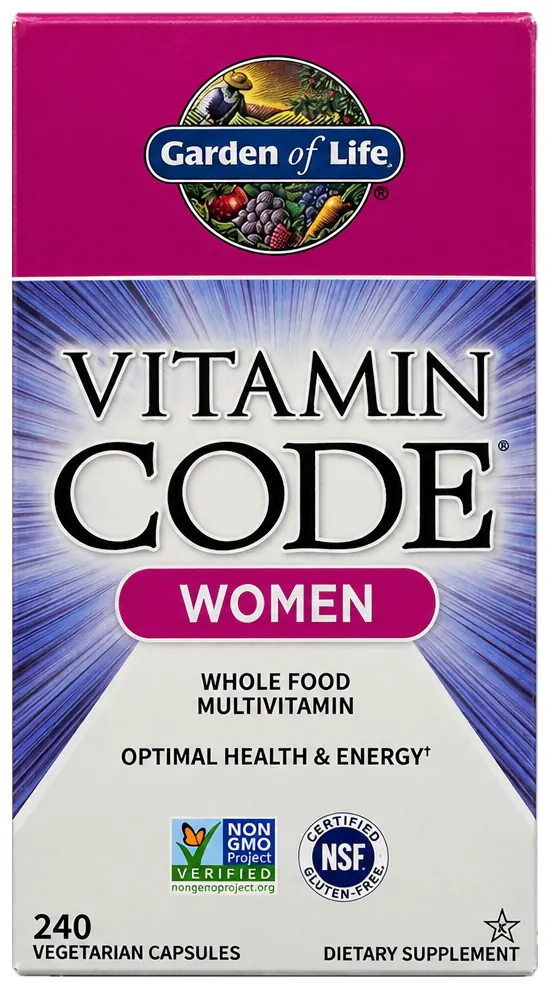 Garden of Life®
VITAMIN
CODE®
WOMEN
WHOLE FOOD
MULTIVITAMIN
OPTIMAL HEALTH & ENERGY†
NON
GMO
Project
VERIFIED
nongmoproject.org
CERTIFIED
NSF
GLUTEN-FREE
240
VEGETARIAN CAPSULES
K
DIETARY SUPPLEMENT